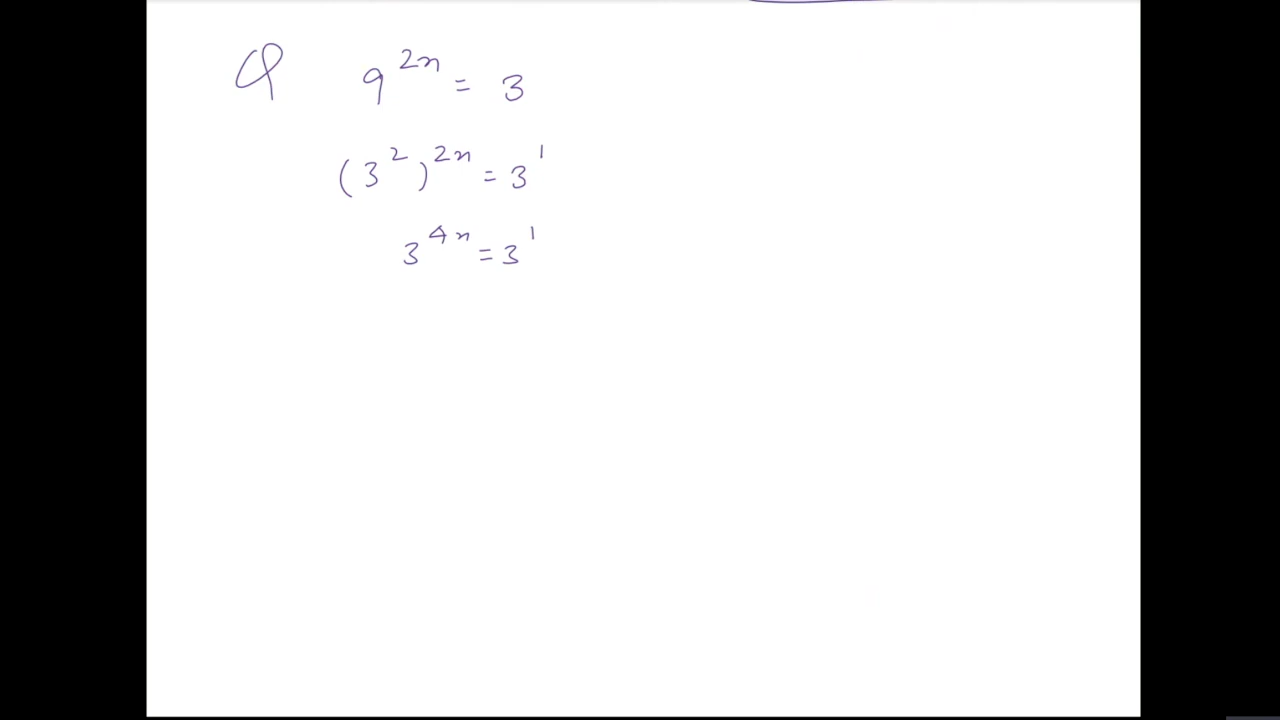 Q 9^{2n} = 3
(3^2)^{2n} = 3^1
3^{4n} = 3^1